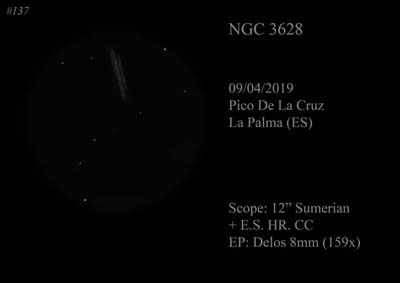 #137
NGC 3628
09/04/2019
Pico De La Cruz
La Palma (ES)
Scope: 12” Sumerian
+ E.S. HR. CC
EP: Delos 8mm (159x)